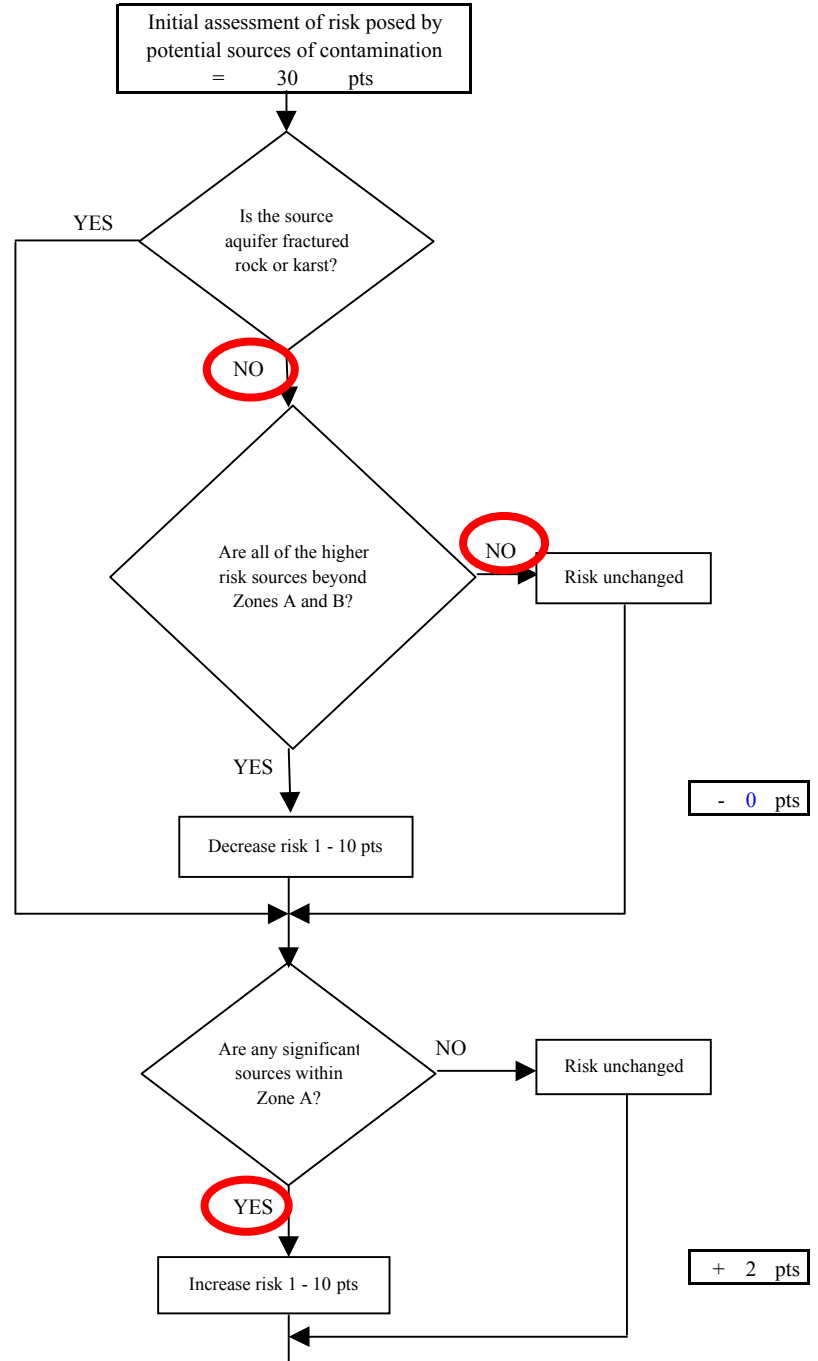 Initial assessment of risk posed by
potential sources of contamination
= 30 pts
YES
Is the source
aquifer fractured
rock or karst?
NO
Are all of the higher
risk sources beyond
Zones A and B?
NO
Risk unchanged
YES
- 0 pts
Decrease risk 1 - 10 pts
Are any significant
sources within
Zone A?
NO
Risk unchanged
YES
+ 2 pts
Increase risk 1 - 10 pts